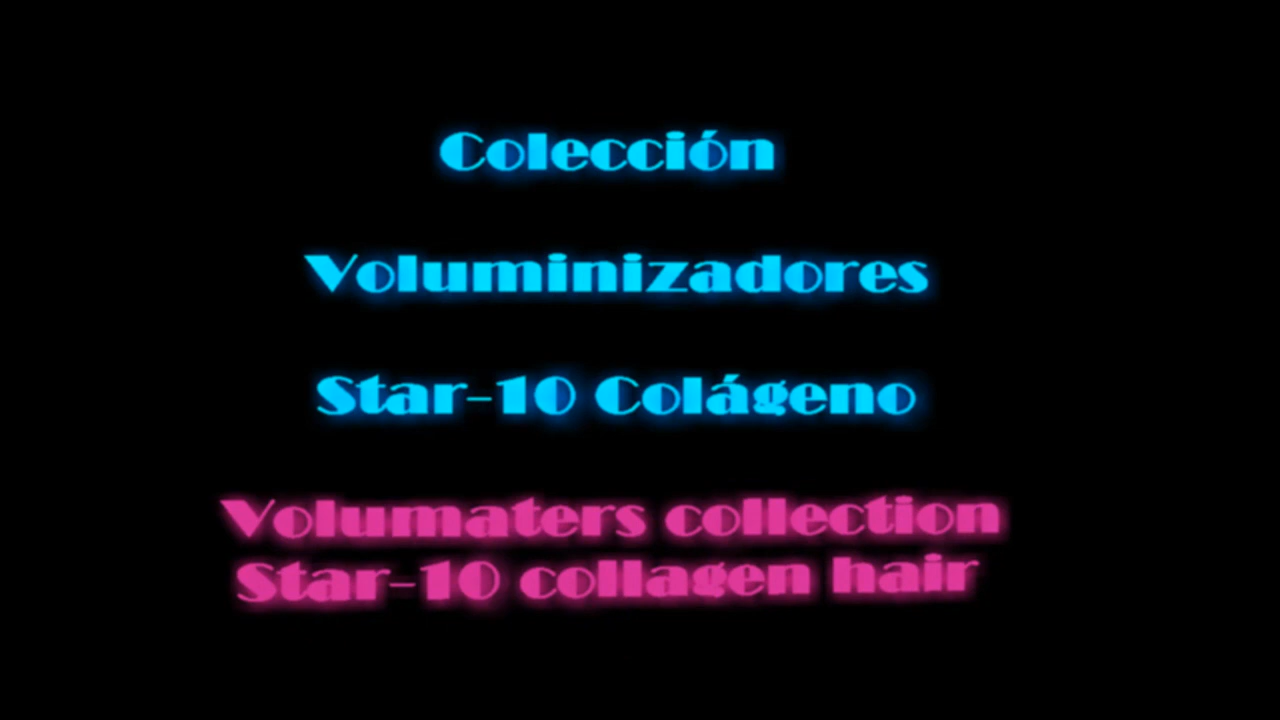 Colección
Voluminizadores
Star-10 Colágeno
Volumaters collection
Star-10 collagen hair